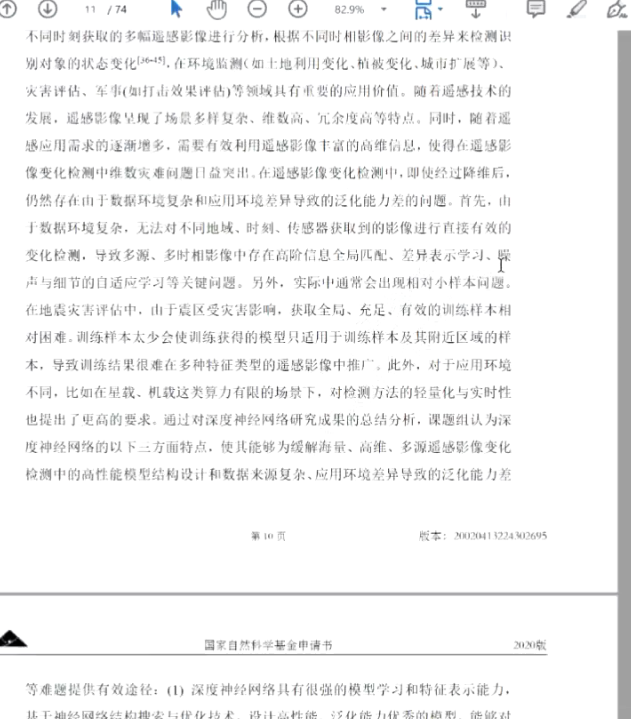 11 / 74
82.9%
不同时刻获取的多幅遥感影像进行分析,根据不同时相影像之间的差异来检测识
别对象的状态变化[36-45],在环境监测(如土地利用变化、植被变化、城市扩展等)、
灾害评估、军事(如打击效果评估)等领域具有重要的应用价值。随着遥感技术的
发展,遥感影像呈现了场景多样复杂、维数高、冗余度高等特点。同时,随着遥
感应用需求的逐渐增多,需要有效利用遥感影像丰富的高维信息,使得在遥感影
像变化检测中维数灾难问题日益突出。在遥感影像变化检测中,即使经过降维后,
仍然存在由于数据环境复杂和应用环境差异导致的泛化能力差的问题。首先,由
于数据环境复杂,无法对不同地域、时刻、传感器获取到的影像进行直接有效的
变化检测,导致多源、多时相影像中存在高阶信息全局匹配、差异表示学习、噪
声与细节的自适应学习等关键问题。另外,实际中通常会出现相对小样本问题。
在地震灾害评估中,由于震区受灾害影响,获取全局、充足、有效的训练样本相
对困难。训练样本太少会使训练获得的模型只适用于训练样本及其附近区域的样
本,导致训练结果很难在多种特征类型的遥感影像中推广。此外,对于应用环境
不同,比如在星载、机载这类算力有限的场景下,对检测方法的轻量化与实时性
也提出了更高的要求。通过对深度神经网络研究成果的总结分析,课题组认为深
度神经网络的以下三方面特点,使其能够为缓解海量、高维、多源遥感影像变化
检测中的高性能模型结构设计和数据来源复杂、应用环境差异导致的泛化能力差
第 10 页
版本: 20020413224302695
国家自然科学基金申请书
2020版
等难题提供有效途径:(1) 深度神经网络具有很强的模型学习和特征表示能力,
基于神经网络结构搜索与优化技术,设计高性能、泛化能力优秀的模型,能够对